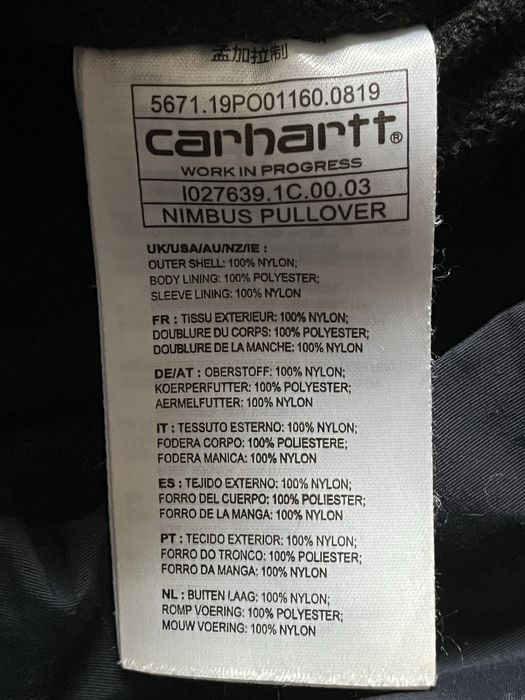 孟加拉制
5671.19PO01160.0819
carhartt®
WORK IN PROGRESS
I027639.1C.00.03
NIMBUS PULLOVER
UK/USA/AU/NZ/IE :
OUTER SHELL: 100% NYLON;
BODY LINING: 100% POLYESTER;
SLEEVE LINING: 100% NYLON
FR : TISSU EXTERIEUR: 100% NYLON;
DOUBLURE DU CORPS: 100% POLYESTER;
DOUBLURE DE LA MANCHE: 100% NYLON
DE/AT : OBERSTOFF: 100% NYLON;
KOERPERFUTTER: 100% POLYESTER;
AERMELFUTTER: 100% NYLON
IT : TESSUTO ESTERNO: 100% NYLON;
FODERA CORPO: 100% POLIESTERE;
FODERA MANICA: 100% NYLON
ES : TEJIDO EXTERNO: 100% NYLON;
FORRO DEL CUERPO: 100% POLIESTER;
FORRO DE LA MANGA: 100% NYLON
PT : TECIDO EXTERIOR: 100% NYLON;
FORRO DO TRONCO: 100% POLIESTER;
FORRO DA MANGA: 100% NYLON
NL : BUITEN LAAG: 100% NYLON;
ROMP VOERING: 100% POLYESTER;
MOUW VOERING: 100% NYLON